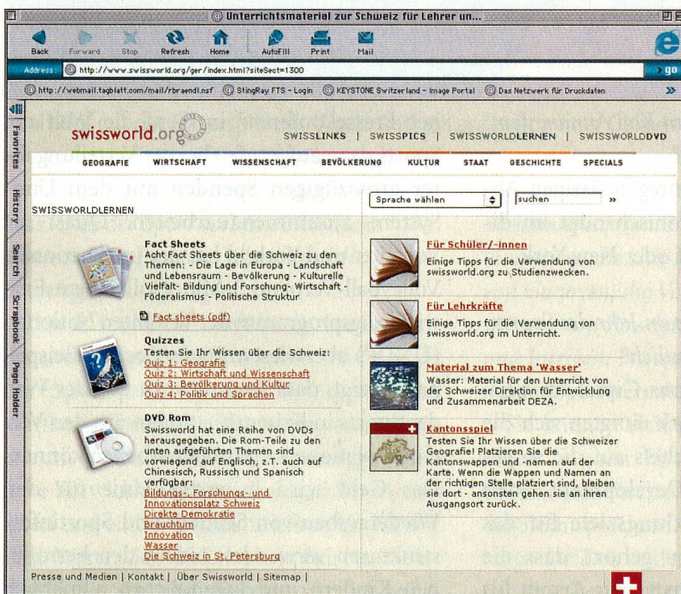 Unterrichtsmaterial zur Schweiz für Lehrer un...
Back Forward Stop Refresh Home AutoFill Print Mail
Address: http://www.swissworld.org/ger/index.html?siteSect=1300 go
http://webmail.tagblatt.com/mail/rbraendl.nsf StingRay FTS - Login KEYSTONE Switzerland - Image Portal Das Netzwerk für Druckdaten »
Favorites
History
Search
Scrapbook
Page Holder
swissworld.org
SWISSLINKS | SWISSPICS | SWISSWORLDLERNEN | SWISSWORLDDVD
GEOGRAFIE WIRTSCHAFT WISSENSCHAFT BEVÖLKERUNG KULTUR STAAT GESCHICHTE SPECIALS
Sprache wählen suchen »
SWISSWORLDLERNEN
Fact Sheets
Acht Fact Sheets über die Schweiz zu den
Themen: - Die Lage in Europa - Landschaft
und Lebensraum - Bevölkerung - Kulturelle
Vielfalt- Bildung und Forschung- Wirtschaft -
Föderalismus - Politische Struktur.
Fact sheets (pdf)
Quizzes
Testen Sie Ihr Wissen über die Schweiz:
Quiz 1: Geografie
Quiz 2: Wirtschaft und Wissenschaft
Quiz 3: Bevölkerung und Kultur
Quiz 4: Politik und Sprachen
DVD Rom
Swissworld hat eine Reihe von DVDs
herausgegeben. Die Rom-Teile zu den
unten aufgeführten Themen sind
vorwiegend auf Englisch, z.T. auch auf
Chinesisch, Russisch und Spanisch
verfügbar:
Bildungs-, Forschungs- und
Innovationsplatz Schweiz
Direkte Demokratie
Brauchtum
Innovation
Wasser
Die Schweiz in St. Petersburg
Für Schüler/-innen
Einige Tipps für die Verwendung von
swissworld.org zu Studienzwecken.
Für Lehrkräfte
Einige Tipps für die Verwendung von
swissworld.org im Unterricht.
Material zum Thema 'Wasser'
Wasser: Material für den Unterricht von
der Schweizer Direktion für Entwicklung
und Zusammenarbeit DEZA.
Kantonsspiel
Testen Sie Ihr Wissen über die Schweizer
Geografie! Platzieren Sie die
Kantonswappen und -namen auf der
Karte. Wenn die Wappen und Namen an
der richtigen Stelle platziert sind, bleiben
sie dort - ansonsten gehen sie an ihren
Ausgangsort zurück.
Presse und Medien | Kontakt | Über Swissworld | Sitemap |